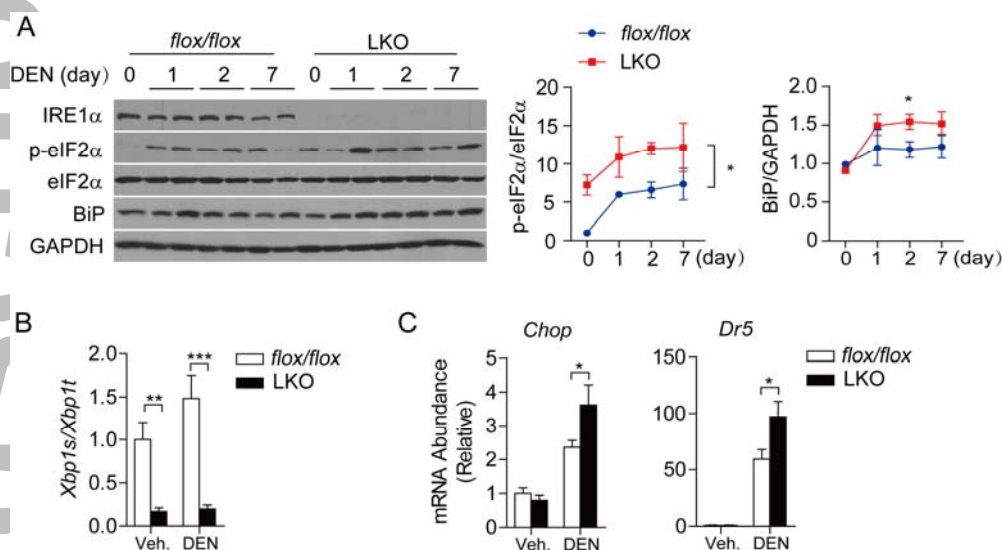 A
flox/flox LKO
DEN (day) 0 1 2 7 0 1 2 7
IRE1α
p-eIF2α
eIF2α
BiP
GAPDH
flox/flox
LKO
p-eIF2α/eIF2α
20
15
10
5
0
*
0 1 2 7 (day)
BiP/GAPDH
2.0
1.5
1.0
0.5
0
*
0 1 2 7 (day)
B
Xbp1s/Xbp1t
2.0
1.5
1.0
0.5
0.0
**
***
flox/flox
LKO
Veh. DEN
C
Chop
mRNA Abundance
(Relative)
5
4
3
2
1
0
*
Veh. DEN
Dr5
150
100
50
0
*
Veh. DEN
flox/flox
LKO